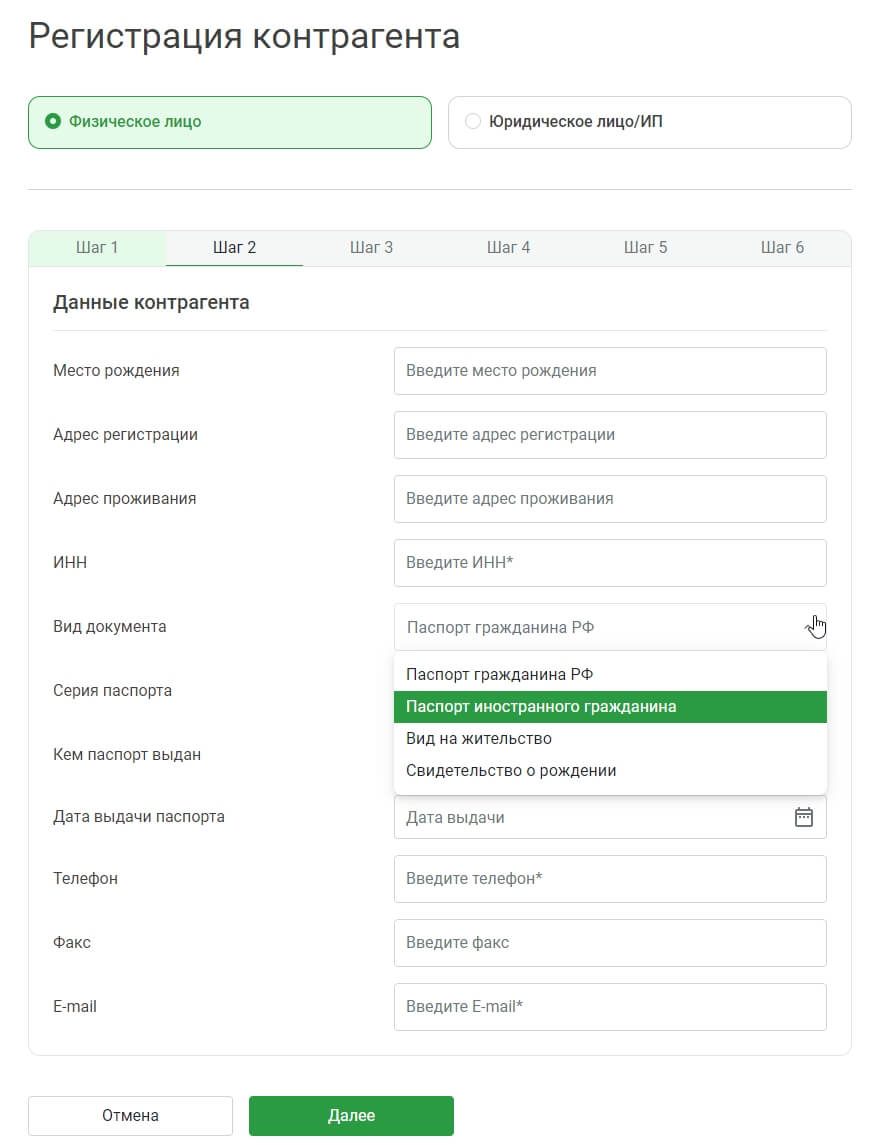 Регистрация контрагента
Физическое лицо
Юридическое лицо/ИП
Шаг 1 Шаг 2 Шаг 3 Шаг 4 Шаг 5 Шаг 6
Данные контрагента
Место рождения Введите место рождения
Адрес регистрации Введите адрес регистрации
Адрес проживания Введите адрес проживания
ИНН Введите ИНН*
Вид документа Паспорт гражданина РФ
Паспорт гражданина РФ
Серия паспорта
Паспорт иностранного гражданина
Вид на жительство
Кем паспорт выдан
Свидетельство о рождении
Дата выдачи паспорта Дата выдачи
Телефон Введите телефон*
Факс Введите факс
E-mail Введите E-mail*
Отмена Далее